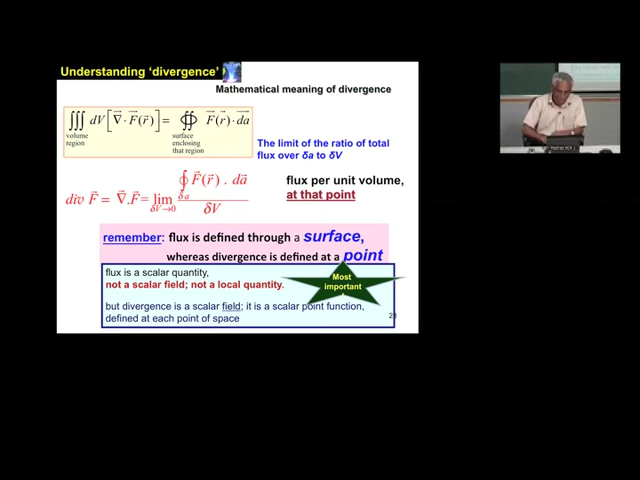 Understanding ‘divergence’
Mathematical meaning of divergence
∭ dV [∇⃗ · F⃗(r⃗)] = ∯ F⃗(r⃗) · da⃗
volume region
surface enclosing that region
The limit of the ratio of total
flux over δa to δV
div F⃗ = ∇⃗.F⃗ = lim δV→0 ∮δa F⃗(r⃗) . da⃗ / δV
flux per unit volume,
at that point
remember: flux is defined through a surface,
whereas divergence is defined at a point
flux is a scalar quantity,
not a scalar field; not a local quantity.
Most
important
but divergence is a scalar field; it is a scalar point function,
defined at each point of space